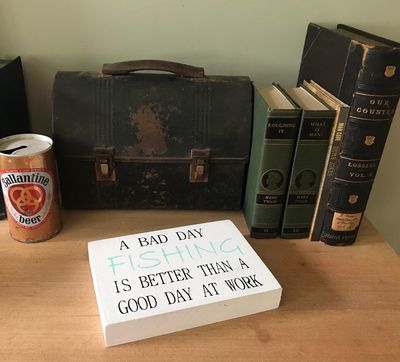 Ballantine
beer
ROUGHING
IT
MARK
TWAIN
WHAT
IS
MAN?
MARK
TWAIN
OUR
COUNTRY
LOSSING
VOL. 4
A BAD DAY
FISHING
IS BETTER THAN A
GOOD DAY AT WORK